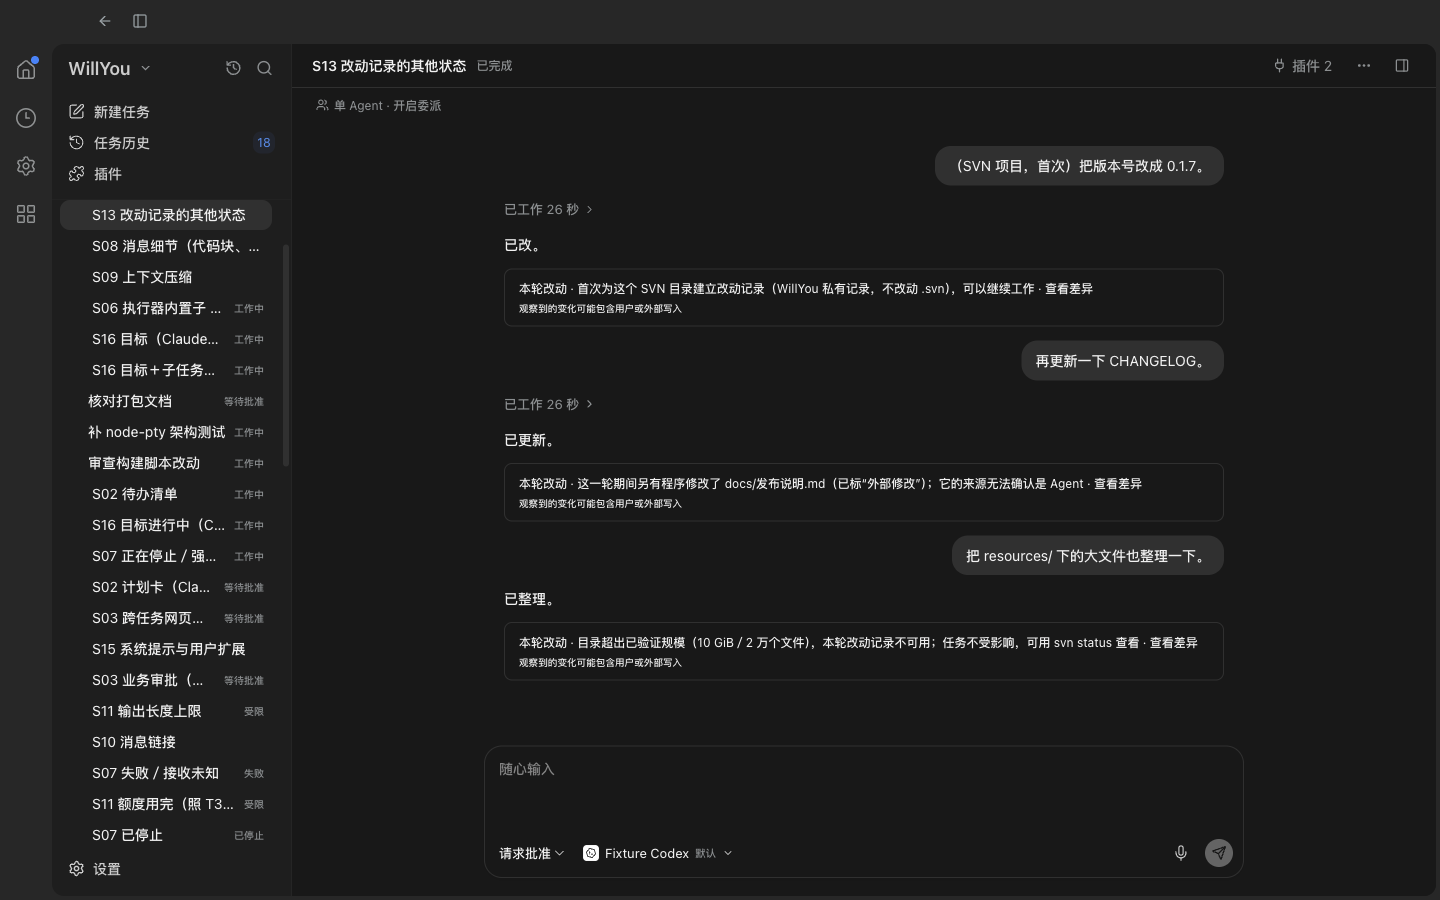 WillYou
新建任务
任务历史 18
插件
S13 改动记录的其他状态
S08 消息细节（代码块、...
S09 上下文压缩
S06 执行器内置子 ... 工作中
S16 目标（Claude... 工作中
S16 目标＋子任务... 工作中
核对打包文档 等待批准
补 node-pty 架构测试 工作中
审查构建脚本改动 工作中
S02 待办清单 工作中
S16 目标进行中（C... 工作中
S07 正在停止 / 强... 工作中
S02 计划卡（Cla... 等待批准
S03 跨任务网页... 等待批准
S15 系统提示与用户扩展
S03 业务审批（... 等待批准
S11 输出长度上限 受限
S10 消息链接
S07 失败 / 接收未知 失败
S11 额度用完（照 T3... 受限
S07 已停止 已停止
设置
S13 改动记录的其他状态 已完成
插件 2
单 Agent · 开启委派
（SVN 项目，首次）把版本号改成 0.1.7。
已工作 26 秒
已改。
本轮改动 · 首次为这个 SVN 目录建立改动记录（WillYou 私有记录，不改动 .svn），可以继续工作 · 查看差异
观察到的变化可能包含用户或外部写入
再更新一下 CHANGELOG。
已工作 26 秒
已更新。
本轮改动 · 这一轮期间另有程序修改了 docs/发布说明.md（已标“外部修改”）；它的来源无法确认是 Agent · 查看差异
观察到的变化可能包含用户或外部写入
把 resources/ 下的大文件也整理一下。
已整理。
本轮改动 · 目录超出已验证规模（10 GiB / 2 万个文件），本轮改动记录不可用；任务不受影响，可用 svn status 查看 · 查看差异
观察到的变化可能包含用户或外部写入
随心输入
请求批准
Fixture Codex 默认